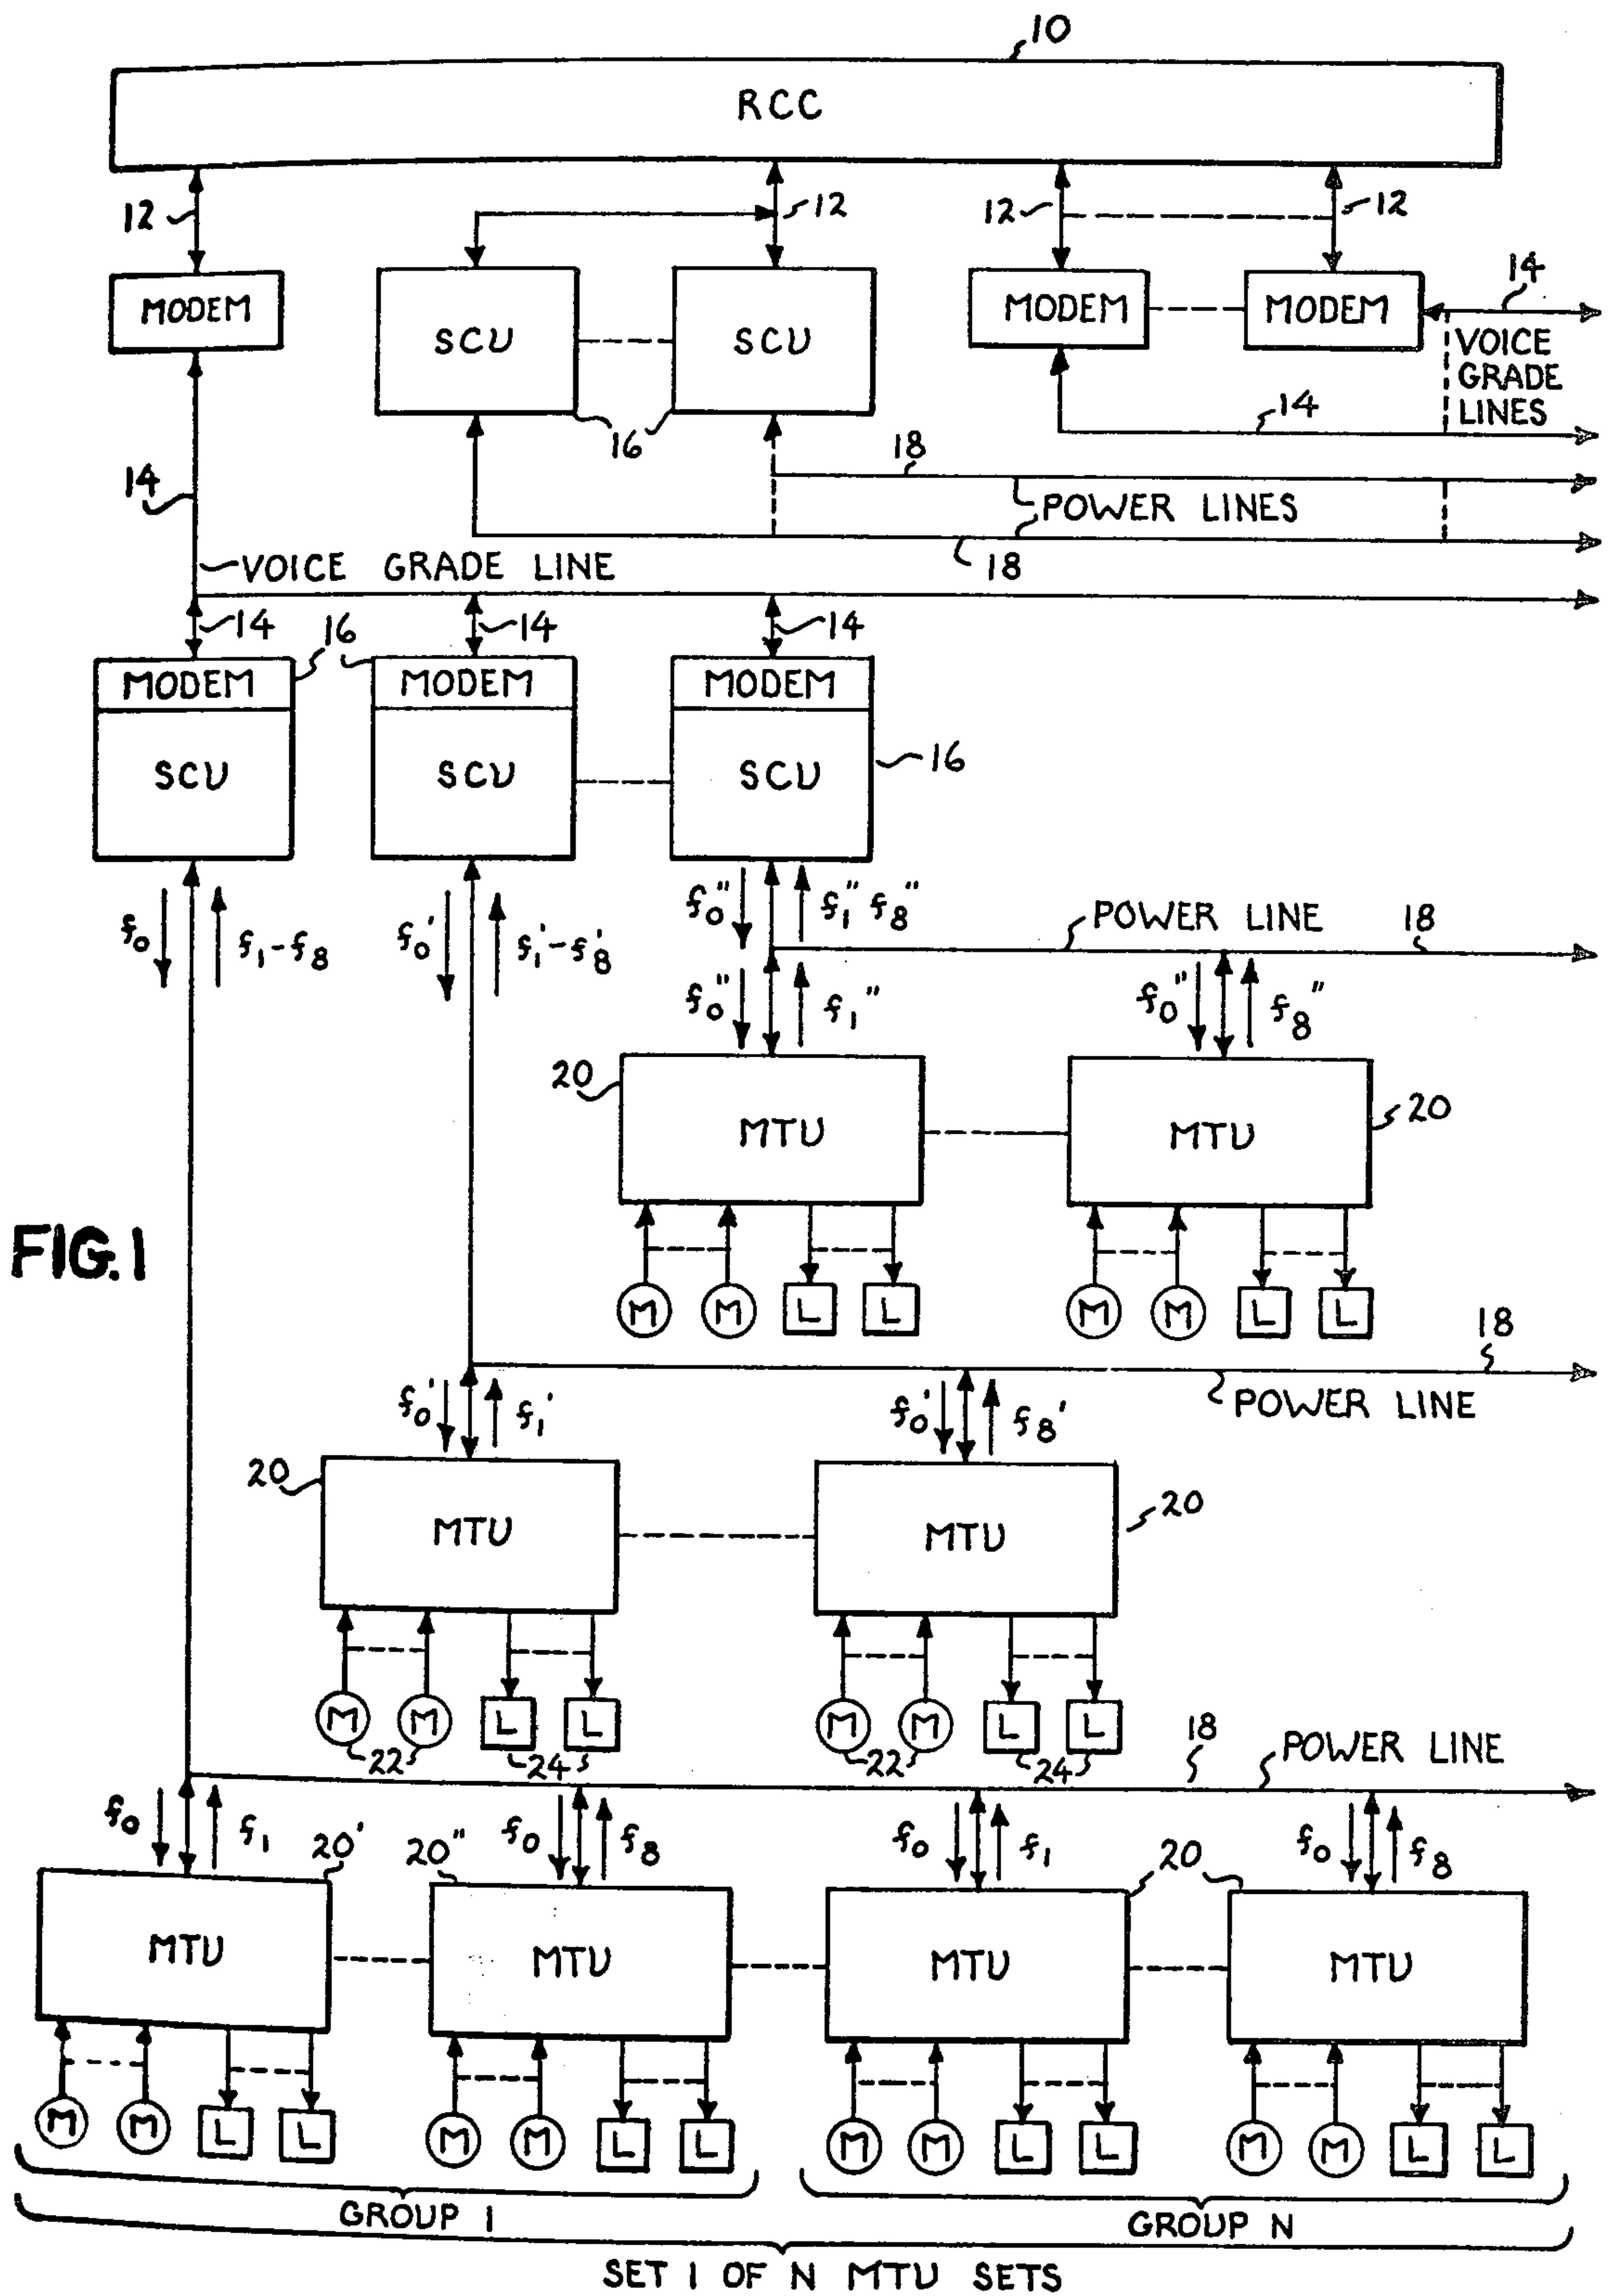 10
RCC
12 12 12 12
MODEM SCU SCU MODEM MODEM 14
VOICE
GRADE
LINES
14
16
18
14
POWER LINES
18
VOICE GRADE LINE
14 16 14 14
MODEM MODEM MODEM
SCU SCU SCU 16
f0 f1-f8 f0' f1'-f8' f0" f1" f8"
POWER LINE 18
f0" f1" f0" f8"
20 MTU MTU 20
FIG.1
M M L L M M L L
18
POWER LINE
f0' f1' f0' f8'
20 MTU MTU 20
M M L L M M L L
22 24 22 24
18 POWER LINE
f0 f1 f0 f8 f0 f1 f0 f8
20' 20" 20
MTU MTU MTU MTU
M M L L M M L L M M L L M M L L
GROUP 1 GROUP N
SET 1 OF N MTU SETS